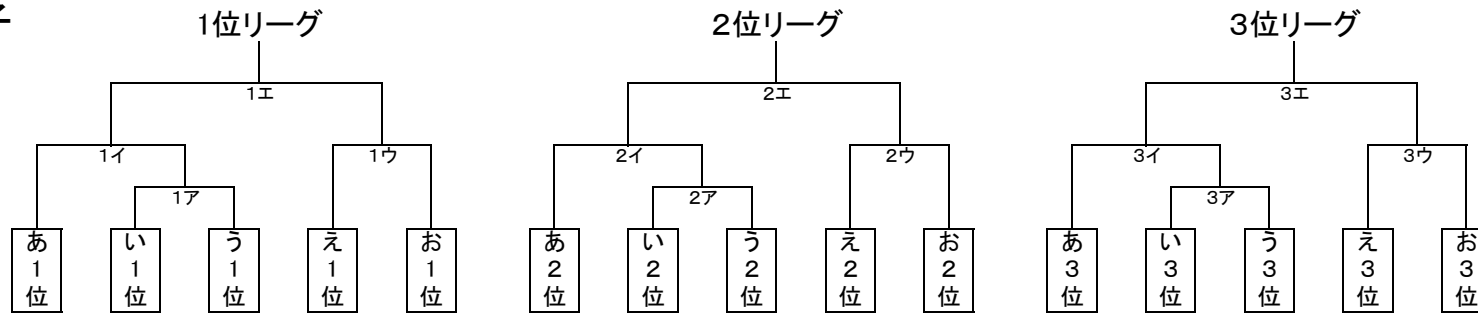 1位リーグ 2位リーグ 3位リーグ
1エ 2エ 3エ
1イ 1ウ 2イ 2ウ 3イ 3ウ
1ア 2ア 3ア
あ1位 い1位 う1位 え1位 お1位 あ2位 い2位 う2位 え2位 お2位 あ3位 い3位 う3位 え3位 お3位